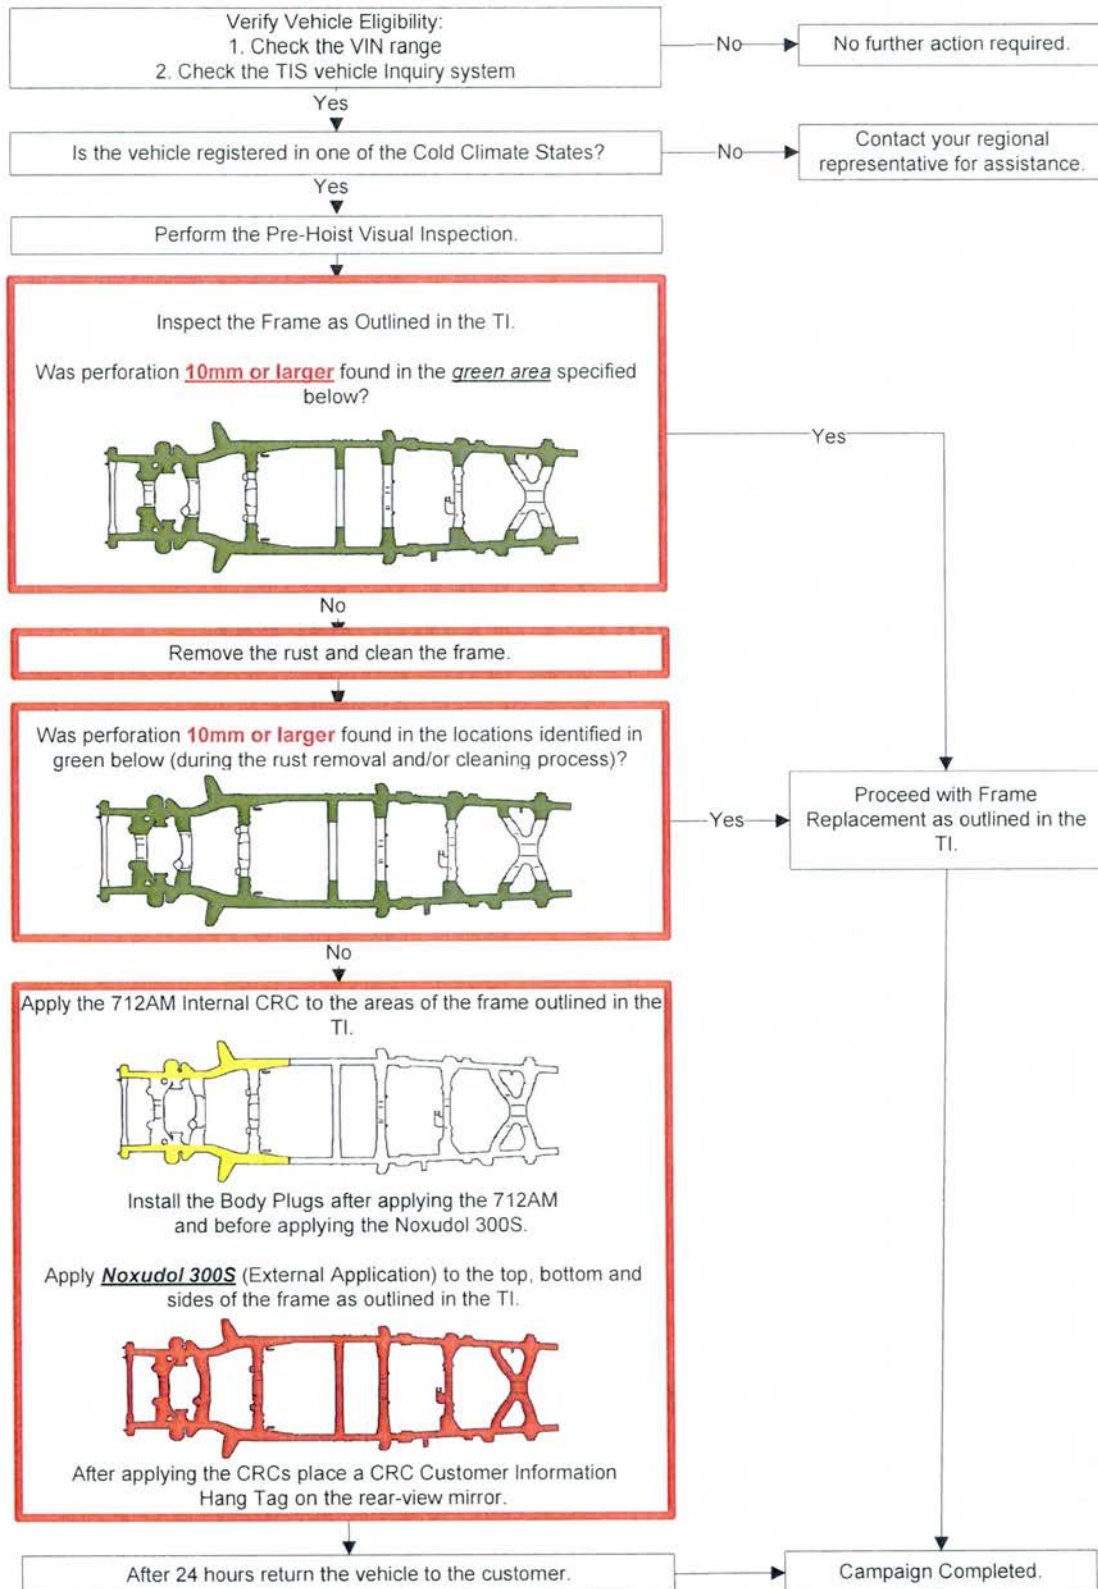 Verify Vehicle Eligibility:
1. Check the VIN range
2. Check the TIS vehicle Inquiry system
No
No further action required.
Yes
Is the vehicle registered in one of the Cold Climate States?
No
Contact your regional
representative for assistance.
Yes
Perform the Pre-Hoist Visual Inspection.
Inspect the Frame as Outlined in the TI.
Was perforation 10mm or larger found in the green area specified
below?
Yes
No
Remove the rust and clean the frame.
Was perforation 10mm or larger found in the locations identified in
green below (during the rust removal and/or cleaning process)?
Yes
Proceed with Frame
Replacement as outlined in the
TI.
No
Apply the 712AM Internal CRC to the areas of the frame outlined in the
TI.
Install the Body Plugs after applying the 712AM
and before applying the Noxudol 300S.
Apply Noxudol 300S (External Application) to the top, bottom and
sides of the frame as outlined in the TI.
After applying the CRCs place a CRC Customer Information
Hang Tag on the rear-view mirror.
After 24 hours return the vehicle to the customer.
Campaign Completed.